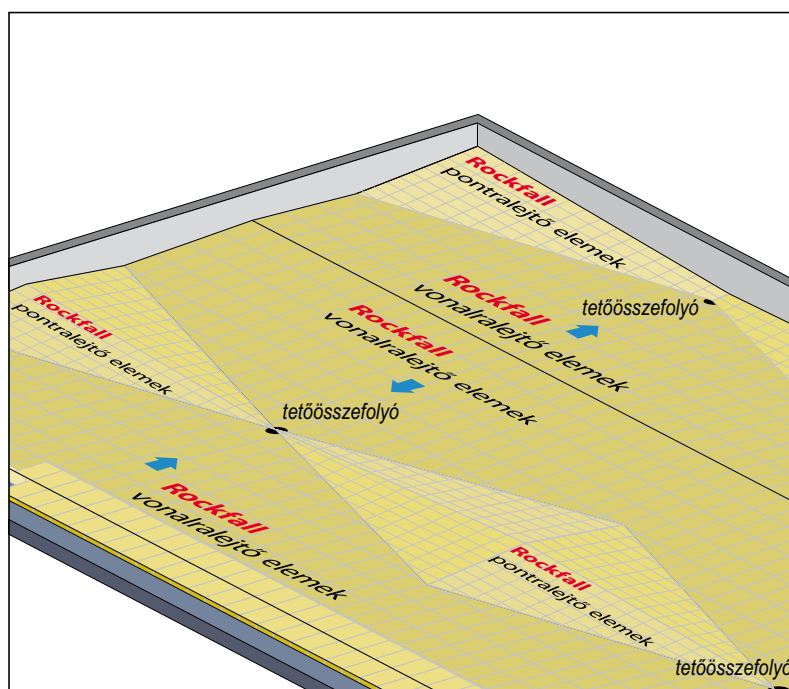 Rockfall
pontralejtő elemek
tetőösszefolyó
Rockfall
vonalralejtő elemek
Rockfall
pontralejtő elemek
Rockfall
vonalralejtő elemek
tetőösszefolyó
Rockfall
vonalralejtő elemek
Rockfall
pontralejtő elemek
tetőösszefolyó